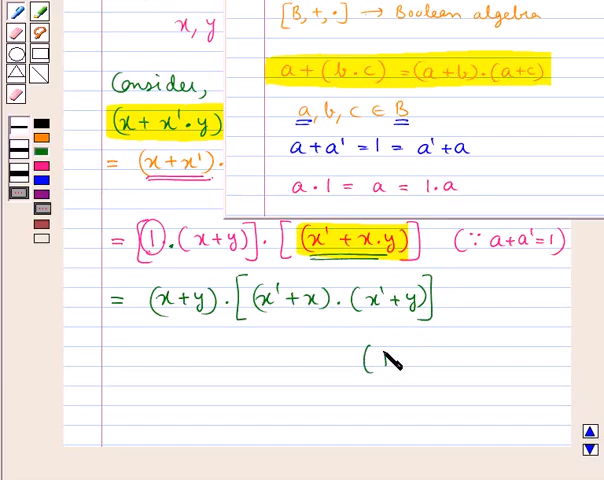 [B, +, ·] → Boolean algebra
x, y
a + (b · c) = (a + b) · (a + c)
Consider,
a, b, c ∈ B
(x + x' · y)
a + a' = 1 = a' + a
= (x + x') ·
a · 1 = a = 1 · a
= [1 · (x + y)] · [(x' + x · y)] (∵ a + a' = 1)
= (x + y) · [(x' + x) · (x' + y)]
(